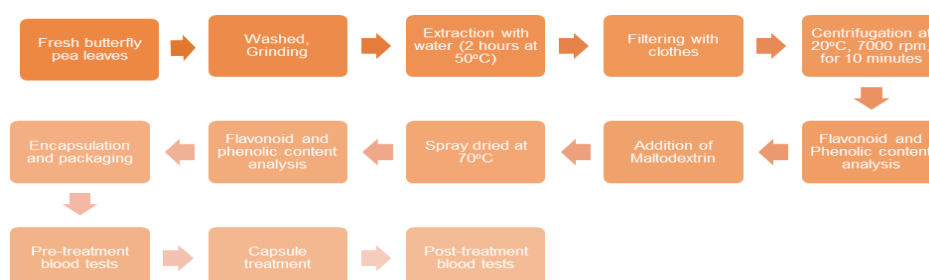 Fresh butterfly
pea leaves
Washed,
Grinding
Extraction with
water (2 hours at
50ºC)
Filtering with
clothes
Centrifugation at
20ºC, 7000 rpm,
for 10 minutes
Flavonoid and
Phenolic content
analysis
Addition of
Maltodextrin
Spray dried at
70ºC
Flavonoid and
phenolic content
analysis
Encapsulation
and packaging
Pre-treatment
blood tests
Capsule
treatment
Post-treatment
blood tests